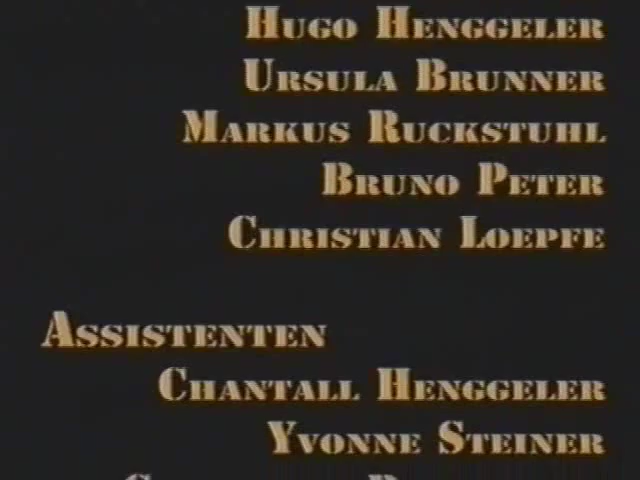 HUGO HENGGELER
URSULA BRUNNER
MARKUS RUCKSTUHL
BRUNO PETER
CHRISTIAN LOEPFE
ASSISTENTEN
CHANTALL HENGGELER
YVONNE STEINER